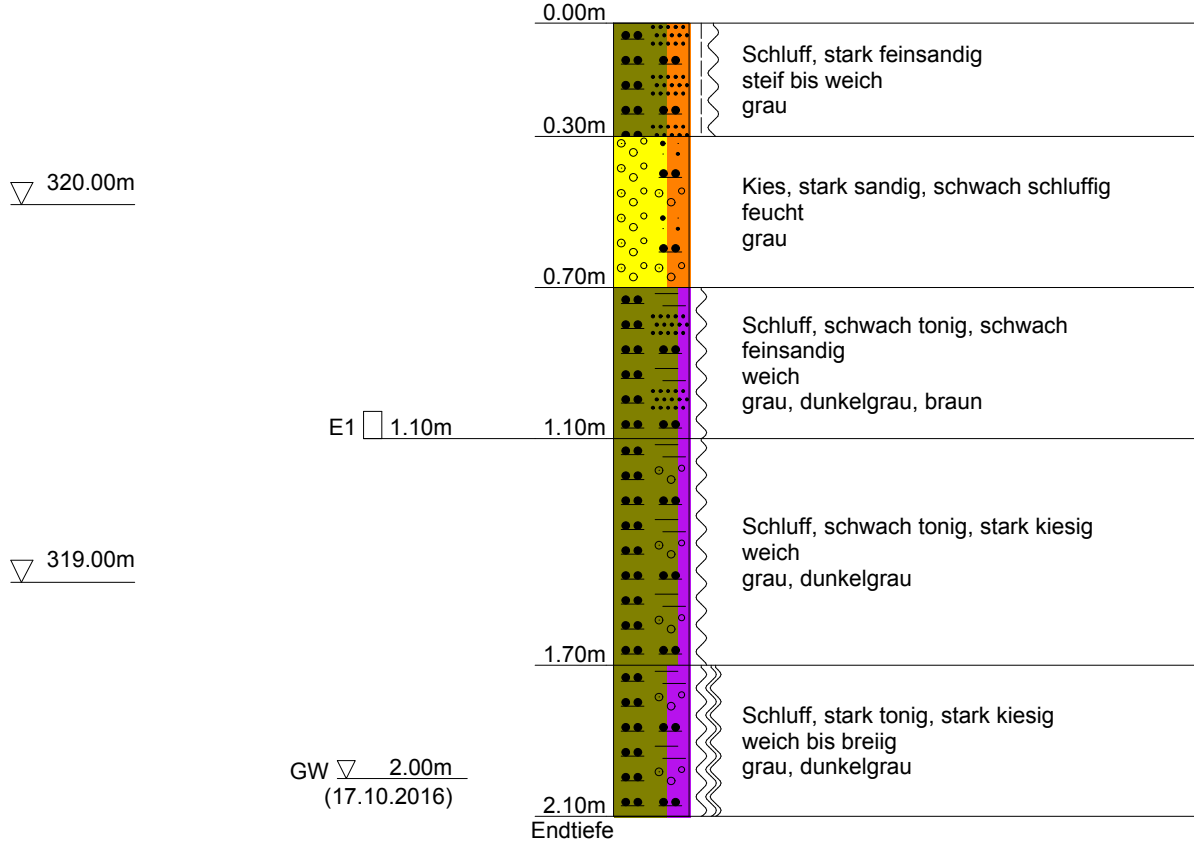 0.00m
Schluff, stark feinsandig
steif bis weich
grau
0.30m
320.00m
Kies, stark sandig, schwach schluffig
feucht
grau
0.70m
Schluff, schwach tonig, schwach
feinsandig
weich
grau, dunkelgrau, braun
E1 1.10m
1.10m
Schluff, schwach tonig, stark kiesig
weich
grau, dunkelgrau
319.00m
1.70m
Schluff, stark tonig, stark kiesig
weich bis breiig
grau, dunkelgrau
GW 2.00m
(17.10.2016)
2.10m
Endtiefe